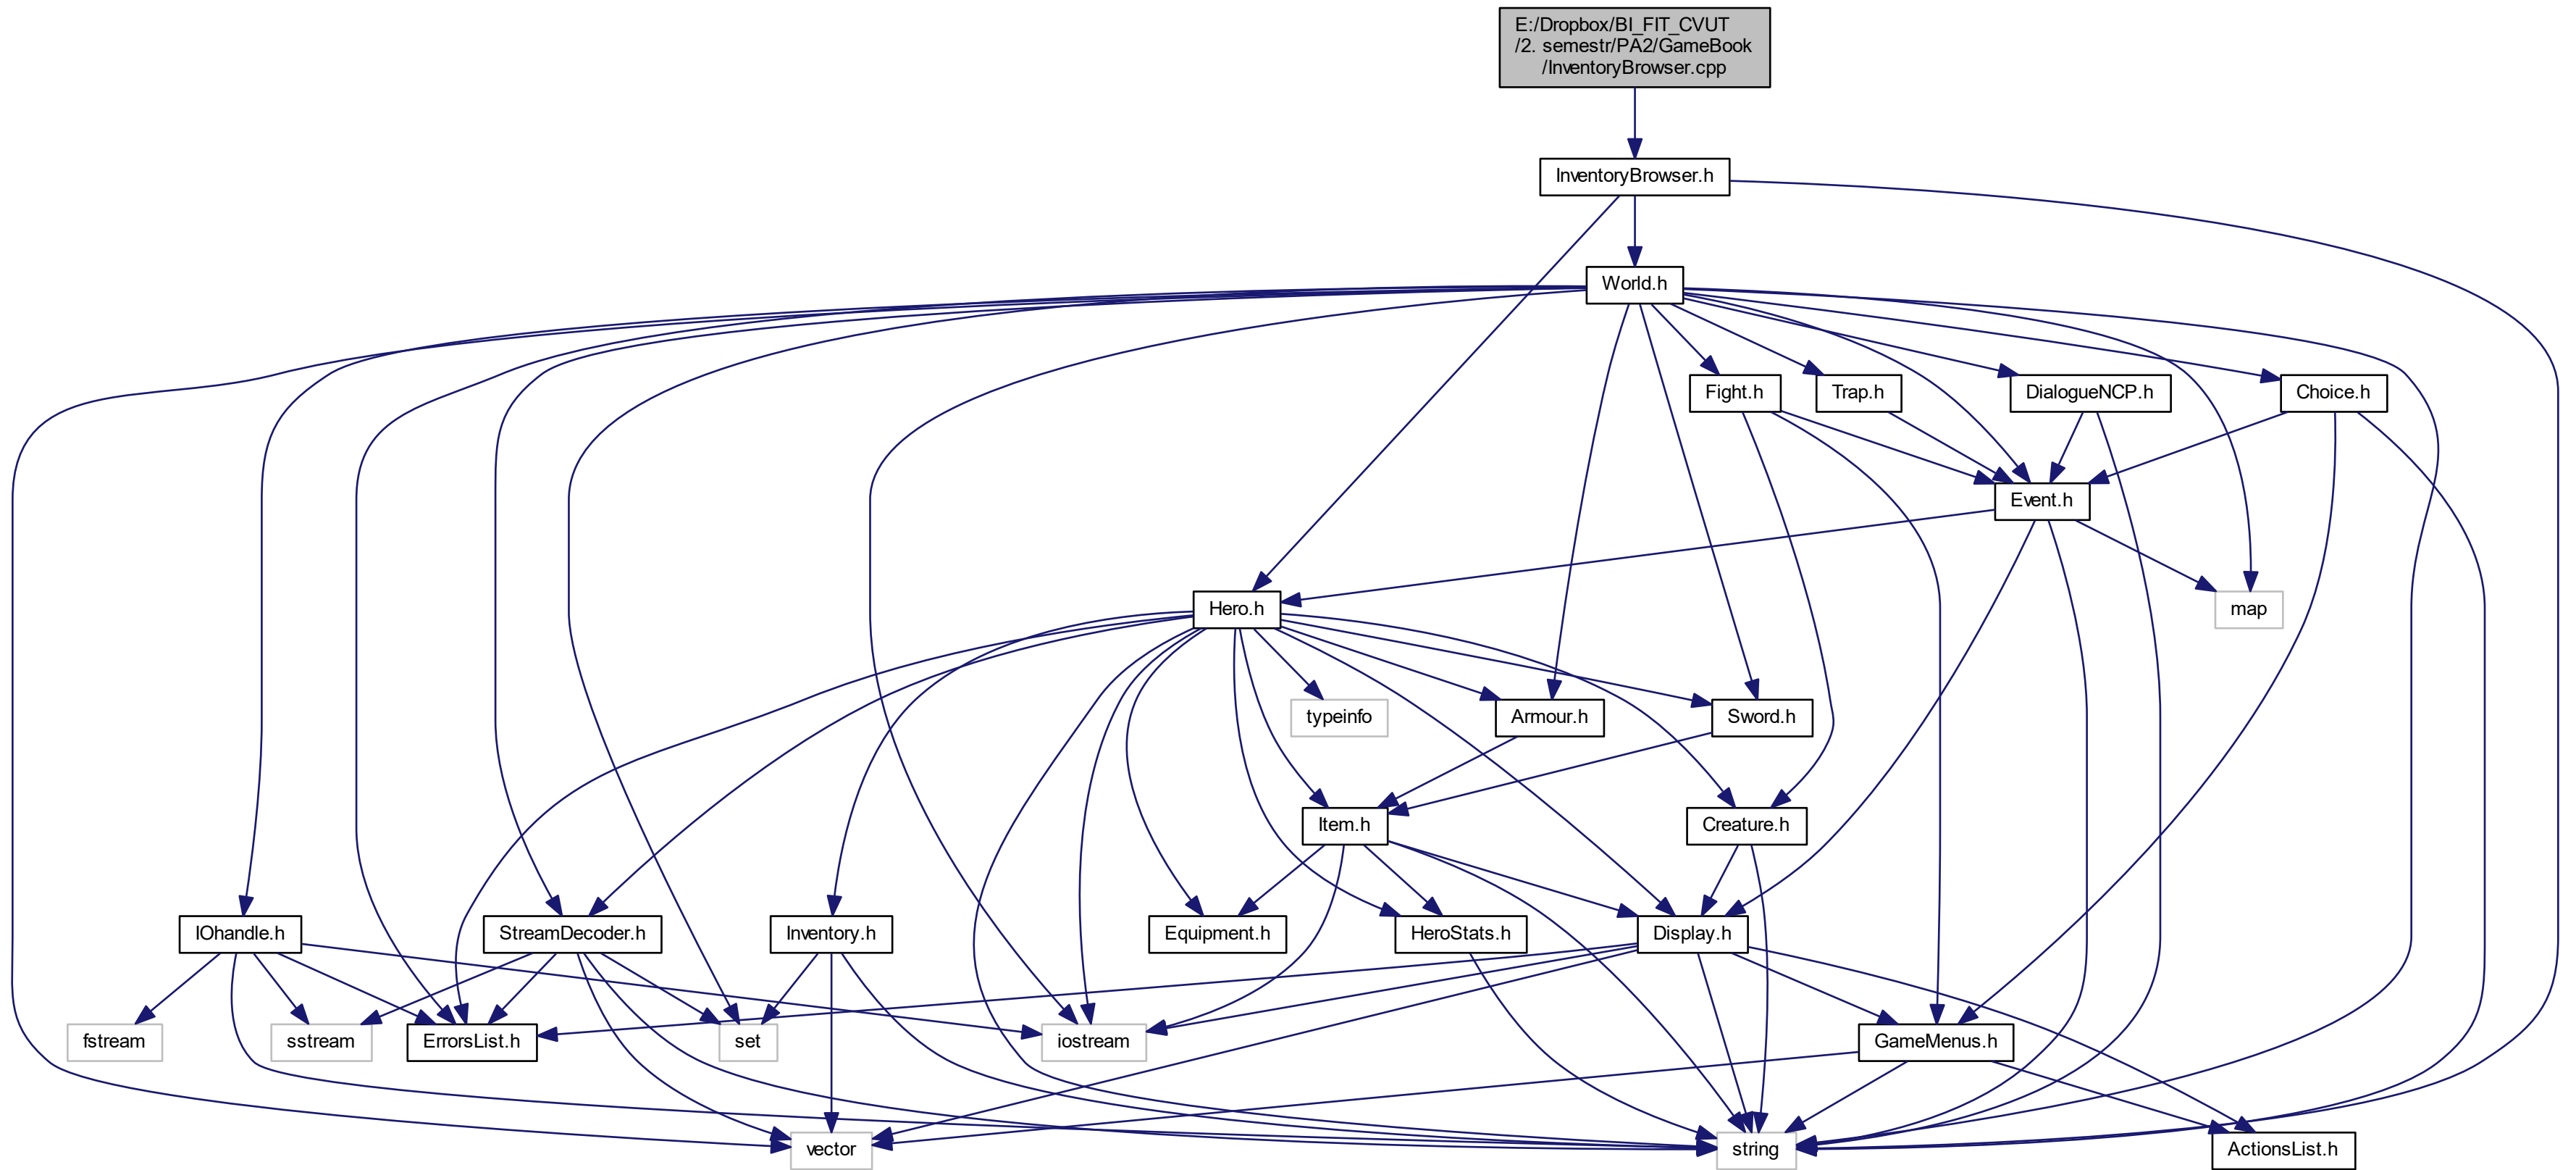 E:/Dropbox/BI_FIT_CVUT
/2. semestr/PA2/GameBook
/InventoryBrowser.cpp
InventoryBrowser.h
World.h
Fight.h
Trap.h
DialogueNCP.h
Choice.h
Event.h
Hero.h
map
typeinfo
Armour.h
Sword.h
Item.h
Creature.h
IOhandle.h
StreamDecoder.h
Inventory.h
Equipment.h
HeroStats.h
Display.h
fstream
sstream
ErrorsList.h
set
iostream
GameMenus.h
vector
string
ActionsList.h